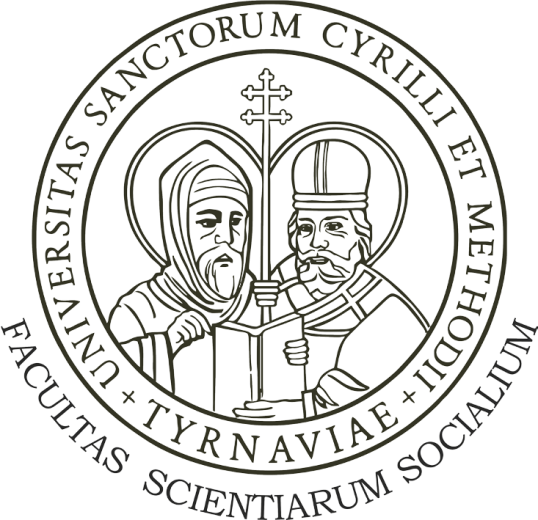 UNIVERSITAS SANCTORUM CYRILLI ET METHODII
+ TYRNAVIAE +
FACULTAS SCIENTIARUM SOCIALIUM